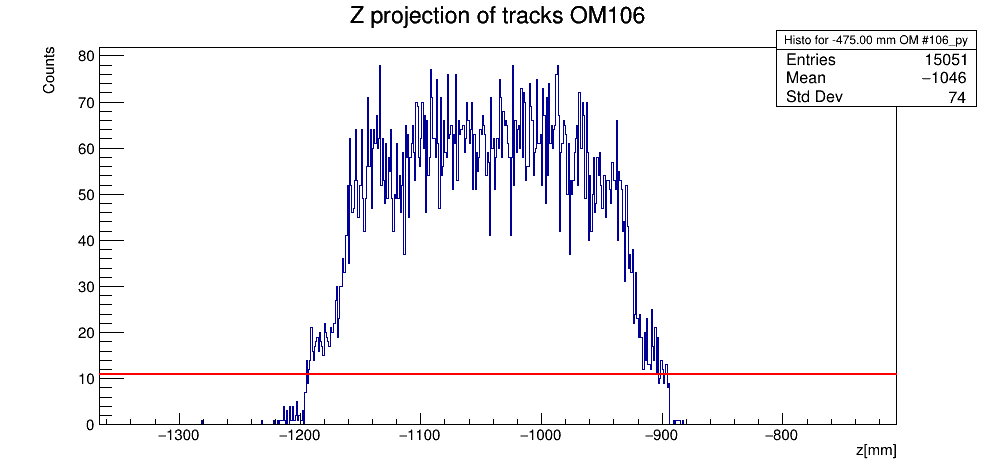 Z projection of tracks OM106
Histo for -475.00 mm OM #106_py
Entries 15051
Mean −1046
Std Dev 74
Counts
80
70
60
50
40
30
20
10
0
−1300 −1200 −1100 −1000 −900 −800
z[mm]